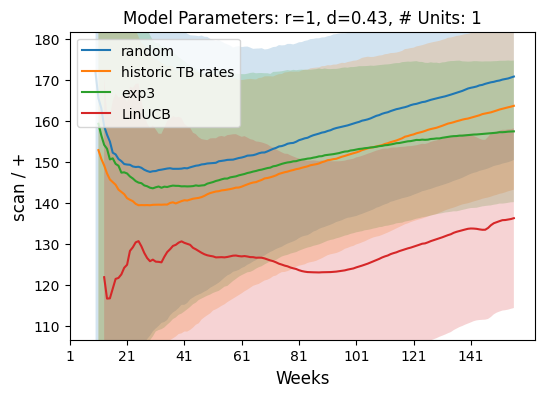 Model Parameters: r=1, d=0.43, # Units: 1
random
historic TB rates
exp3
LinUCB
scan / +
180
170
160
150
140
130
120
110
1 21 41 61 81 101 121 141
Weeks